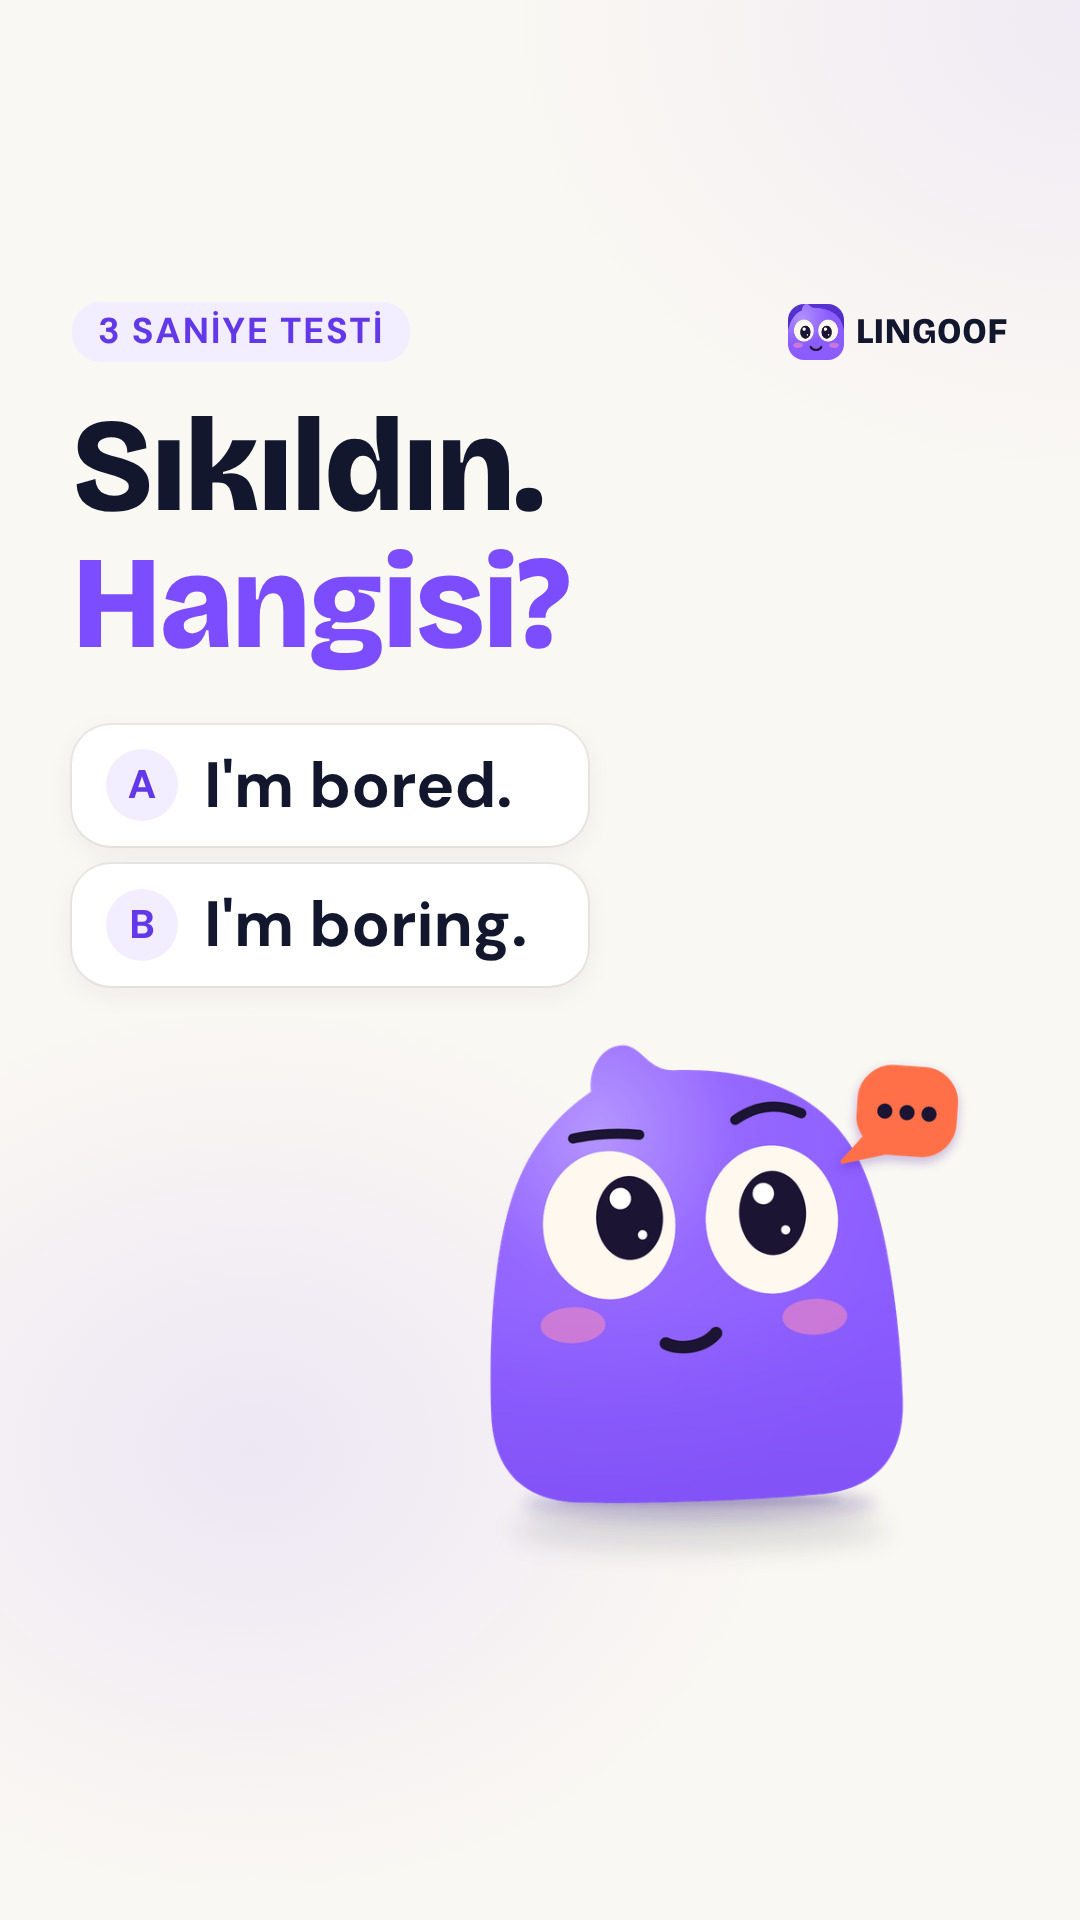 3 SANİYE TESTİ
LINGOOF
Sıkıldın.
Hangisi?
A I'm bored.
B I'm boring.